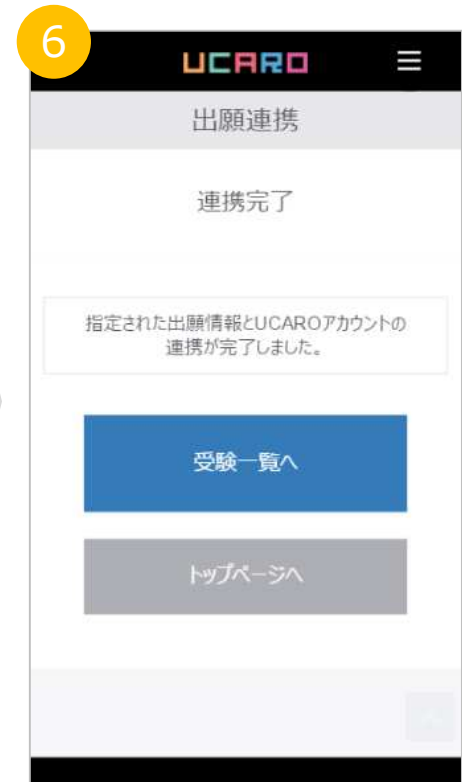 6
UCARO
出願連携
連携完了
指定された出願情報とUCAROアカウントの
連携が完了しました。
受験一覧へ
トップページへ